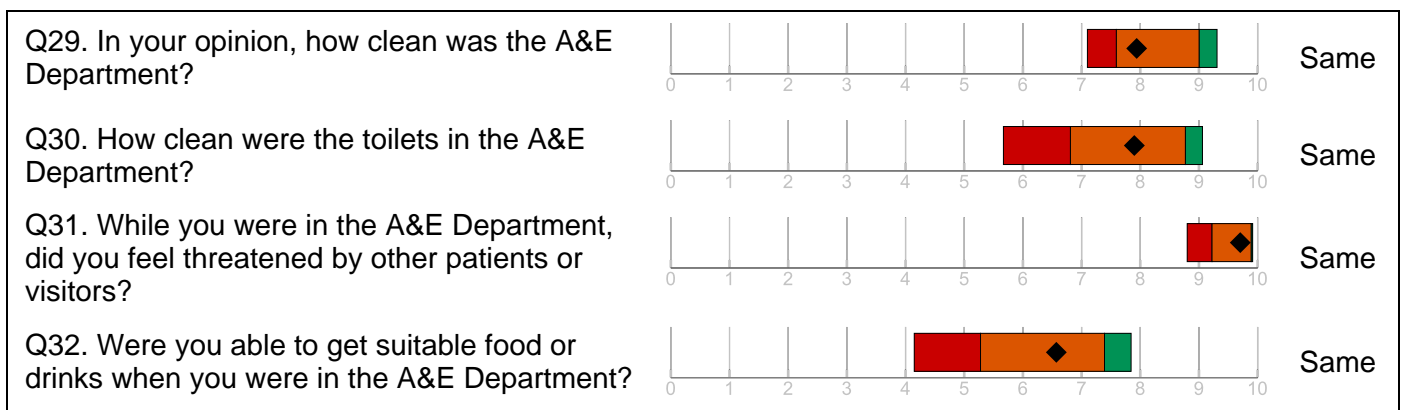 Q29. In your opinion, how clean was the A&E
Department?
Same
0 1 2 3 4 5 6 7 8 9 10
Q30. How clean were the toilets in the A&E
Department?
Same
0 1 2 3 4 5 6 7 8 9 10
Q31. While you were in the A&E Department,
did you feel threatened by other patients or
visitors?
Same
0 1 2 3 4 5 6 7 8 9 10
Q32. Were you able to get suitable food or
drinks when you were in the A&E Department?
Same
0 1 2 3 4 5 6 7 8 9 10